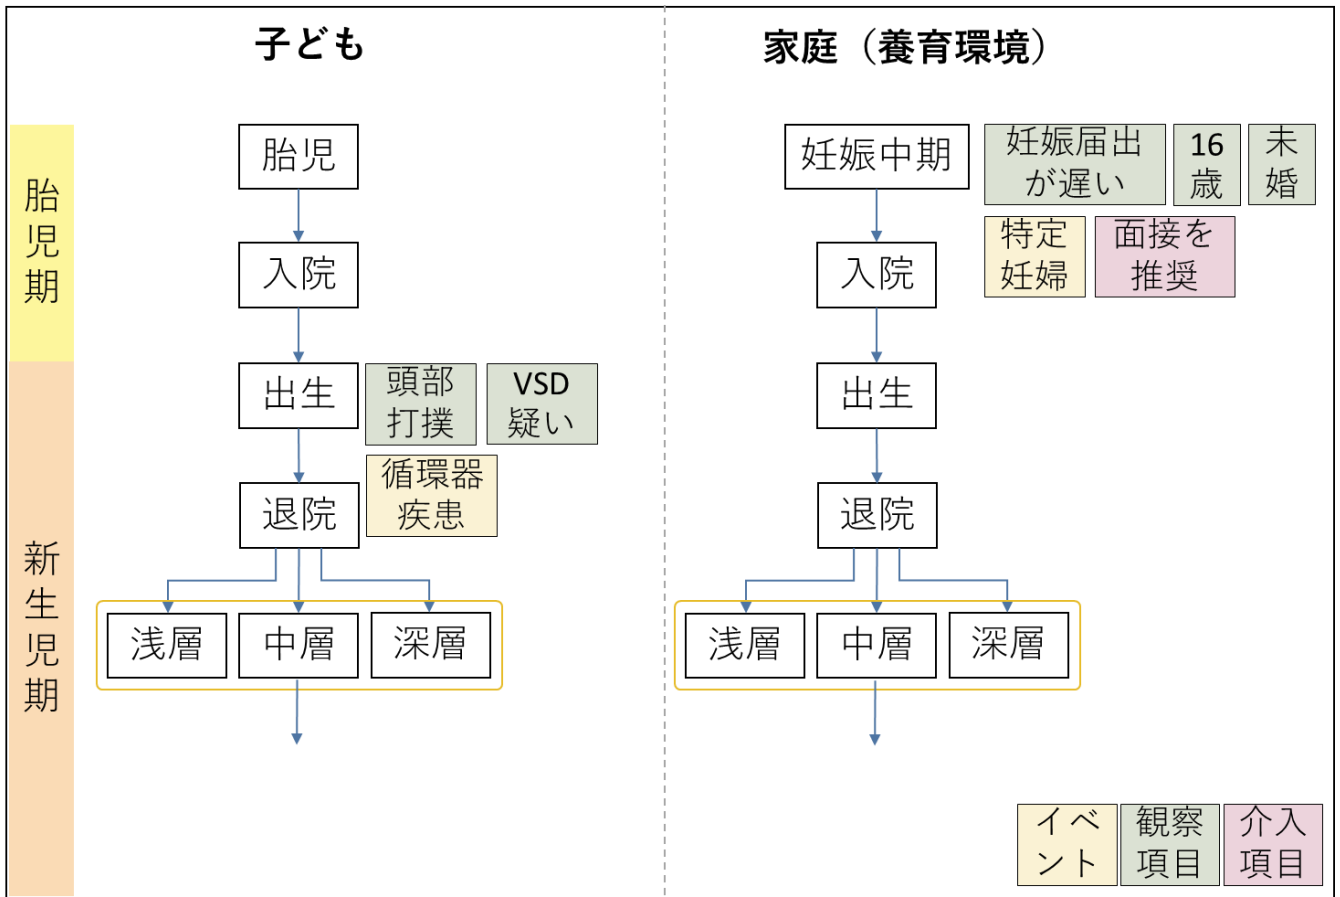 子ども
家庭（養育環境）
胎
児
期
新
生
児
期
胎児
入院
出生
頭部
打撲
VSD
疑い
循環器
疾患
退院
浅層
中層
深層
妊娠中期
妊娠届出
が遅い
16
歳
未
婚
特定
妊婦
面接を
推奨
入院
出生
退院
浅層
中層
深層
イベ
ント
観察
項目
介入
項目